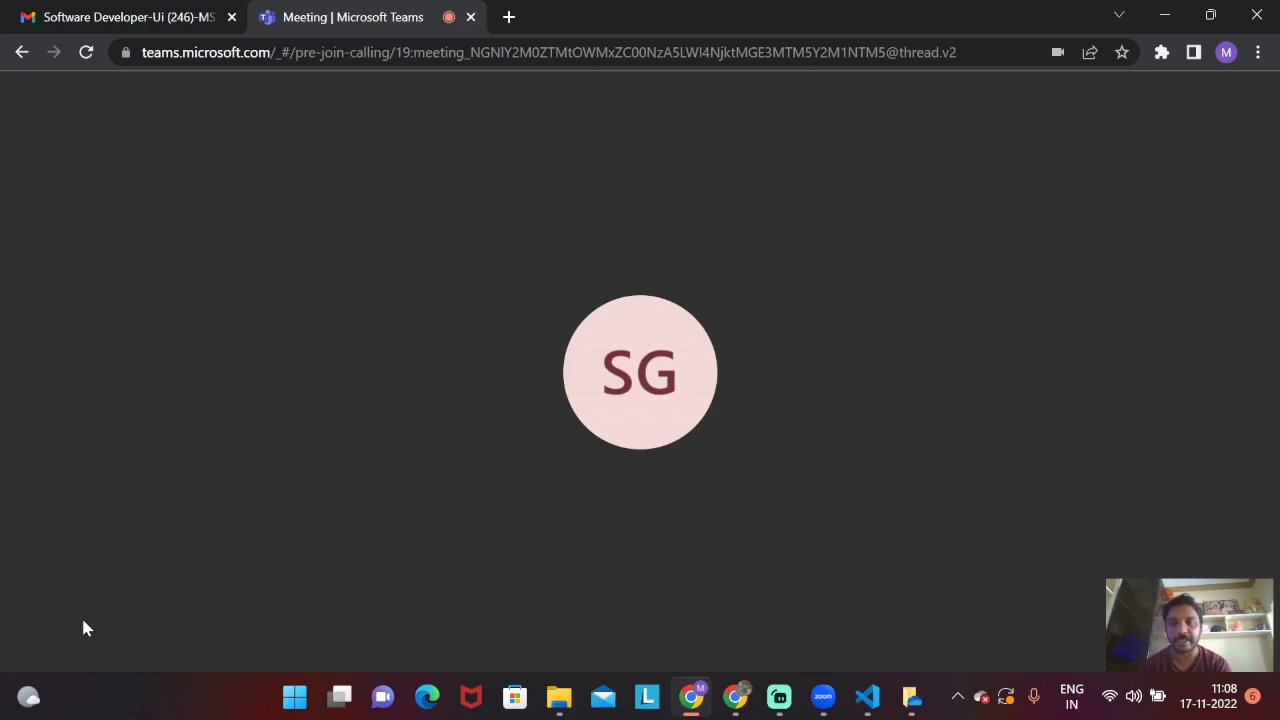 Software Developer-Ui (246)-MS
Meeting | Microsoft Teams
teams.microsoft.com/_#/pre-join-calling/19:meeting_NGNlY2M0ZTMtOWMxZC00NzA5LWI4NjktMGE3MTM5Y2M1NTM5@thread.v2
M
SG
L
M
zoom
ENG
IN
11:08
17-11-2022
6